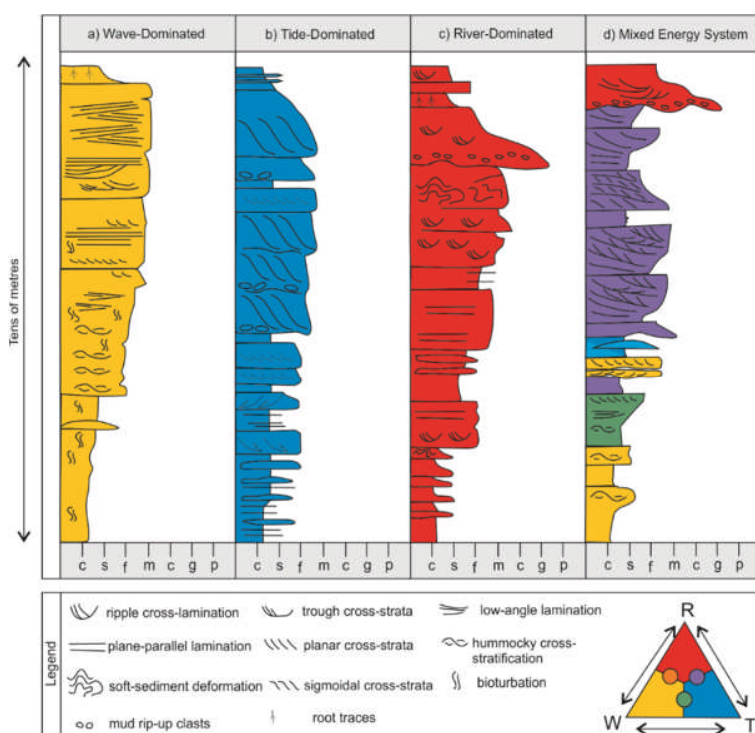 a) Wave-Dominated
b) Tide-Dominated
c) River-Dominated
d) Mixed Energy System
Tens of metres
c s f m c g p
c s f m c g p
c s f m c g p
c s f m c g p
Legend
ripple cross-lamination
trough cross-strata
low-angle lamination
plane-parallel lamination
planar cross-strata
hummocky cross-
stratification
soft-sediment deformation
sigmoidal cross-strata
bioturbation
mud rip-up clasts
root traces
R
W
T